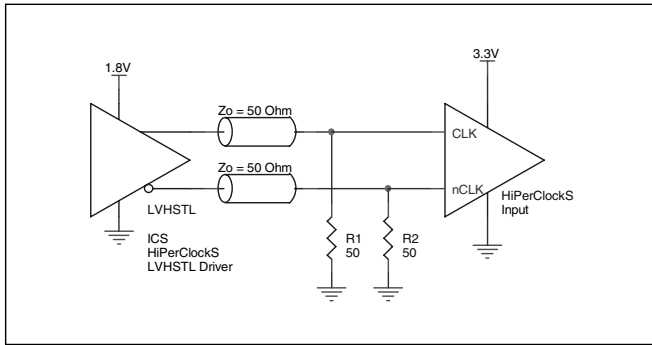 1.8V
3.3V
Zo = 50 Ohm
CLK
Zo = 50 Ohm
nCLK
HiPerClockS
Input
LVHSTL
ICS
HiPerClockS
LVHSTL Driver
R1
50
R2
50